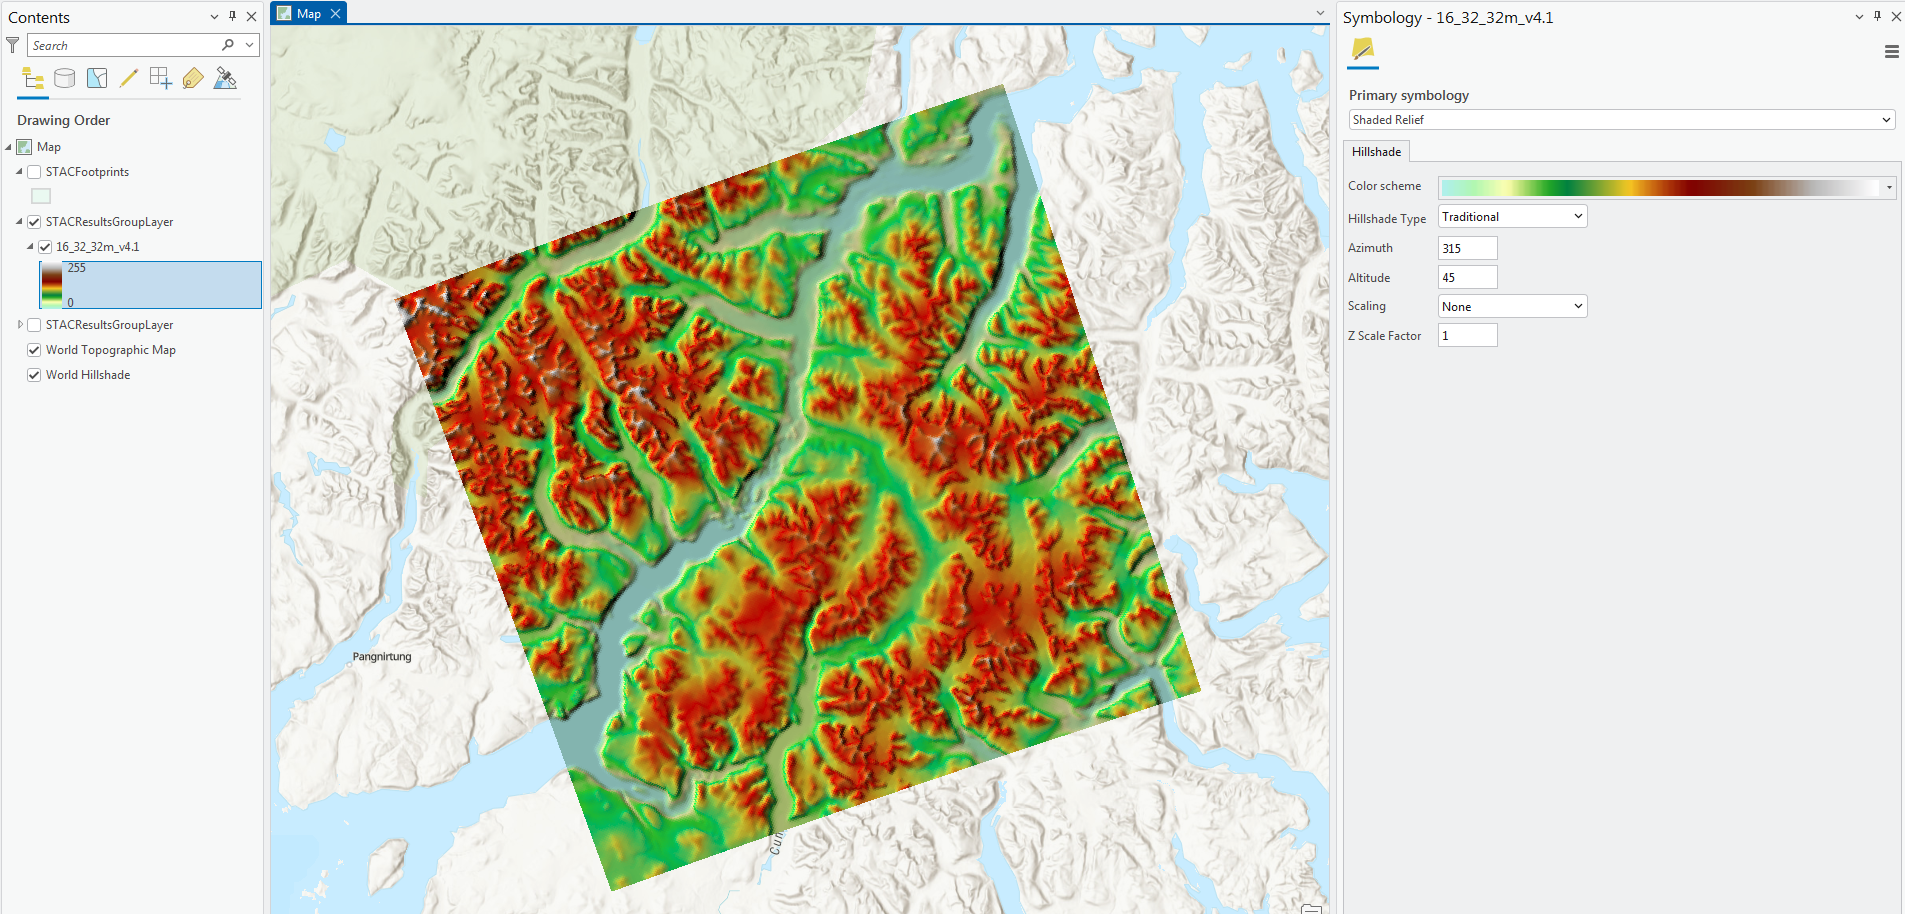 Contents
Search
Drawing Order
Map
STACFootprints
STACResultsGroupLayer
16_32_32m_v4.1
255
0
STACResultsGroupLayer
World Topographic Map
World Hillshade
Map
Pangnirtung
Cum
Symbology - 16_32_32m_v4.1
Primary symbology
Shaded Relief
Hillshade
Color scheme
Hillshade Type
Traditional
Azimuth
315
Altitude
45
Scaling
None
Z Scale Factor
1